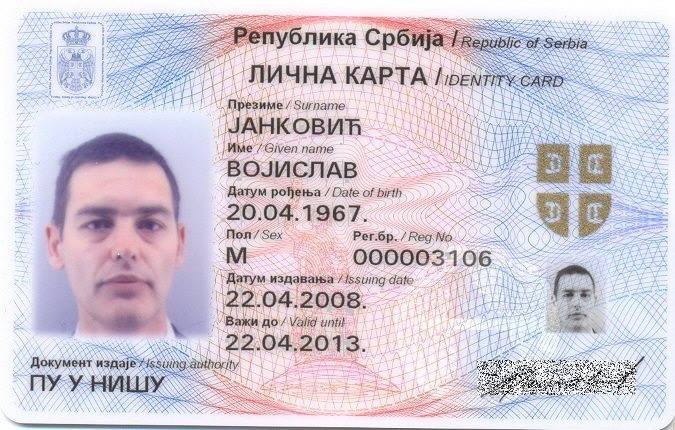 Република Србија / Republic of Serbia
ЛИЧНА КАРТА / IDENTITY CARD
Презиме / Surname
ЈАНКОВИЋ
Име / Given name
ВОЈИСЛАВ
Датум рођења / Date of birth
20.04.1967.
Пол / Sex Рег.бр. / Reg No
М 000003106
Датум издавања / Issuing date
22.04.2008.
Важи до / Valid until
22.04.2013.
Документ издаје / Issuing authority
ПУ У НИШУ